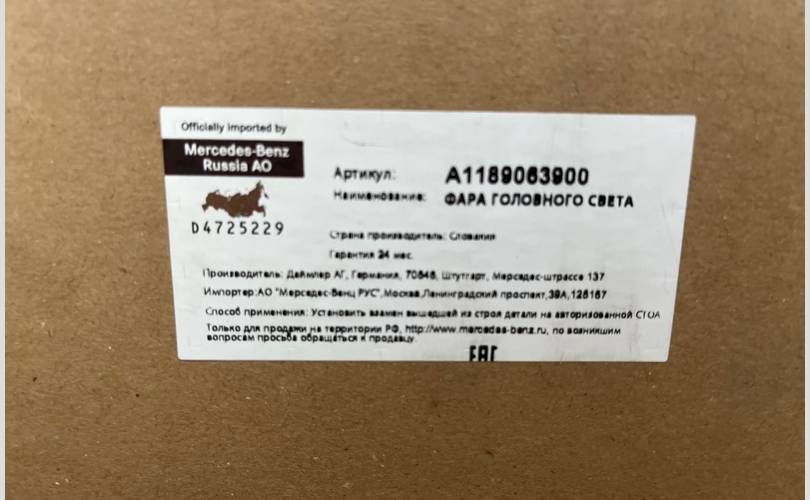 Officially imported by
Mercedes-Benz
Russia AO
D4725229
Артикул: A1189063900
Наименование: ФАРА ГОЛОВНОГО СВЕТА
Страна производитель: Словакия
Гарантия 24 мес.
Производитель: Даймлер АГ, Германия, 70546, Штутгарт, Мерседес-штрассе 137
Импортер:АО "Мерседес-Бенц РУС",Москва,Ленинградский проспект,39А,125167
Способ применения: Установить взамен вышедшей из строя детали на авторизованной СТОА
Только для продажи на территории РФ, http://www.mercedes-benz.ru, по возникшим
вопросам просьба обращаться к продавцу.
ЕАС